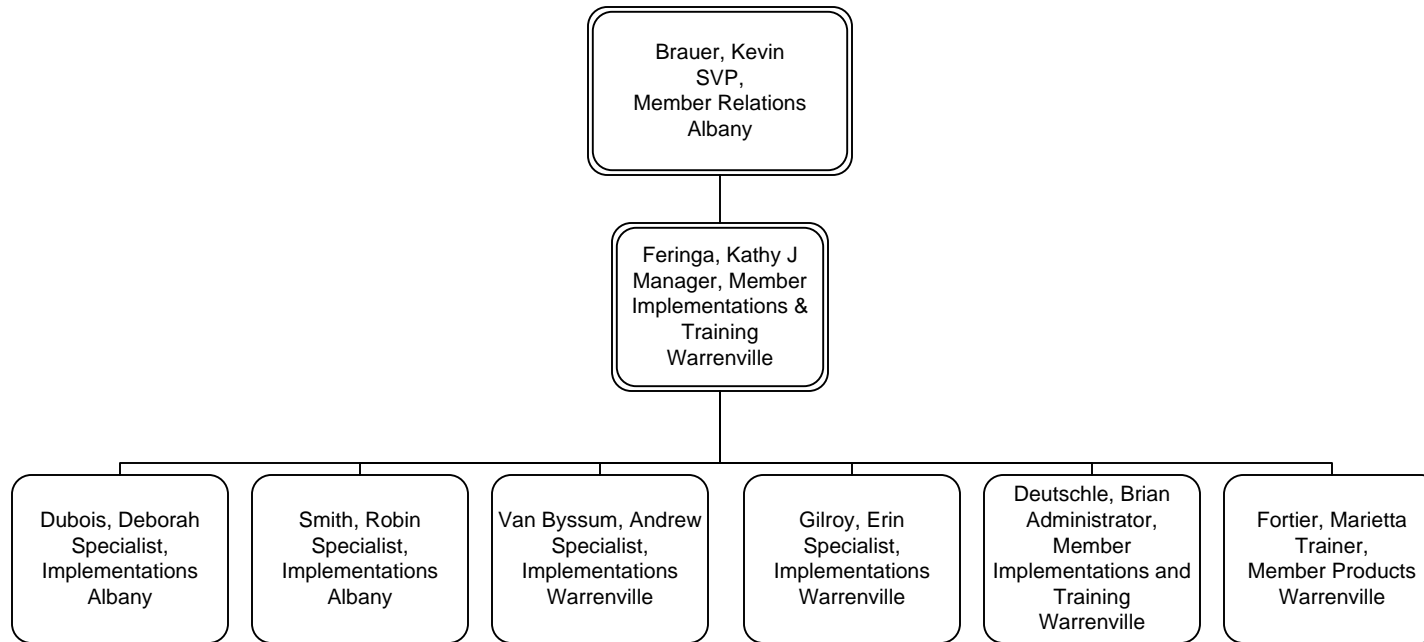 Brauer, Kevin
SVP,
Member Relations
Albany
Feringa, Kathy J
Manager, Member
Implementations &
Training
Warrenville
Dubois, Deborah
Specialist,
Implementations
Albany
Smith, Robin
Specialist,
Implementations
Albany
Van Byssum, Andrew
Specialist,
Implementations
Warrenville
Gilroy, Erin
Specialist,
Implementations
Warrenville
Deutschle, Brian
Administrator,
Member
Implementations and
Training
Warrenville
Fortier, Marietta
Trainer,
Member Products
Warrenville